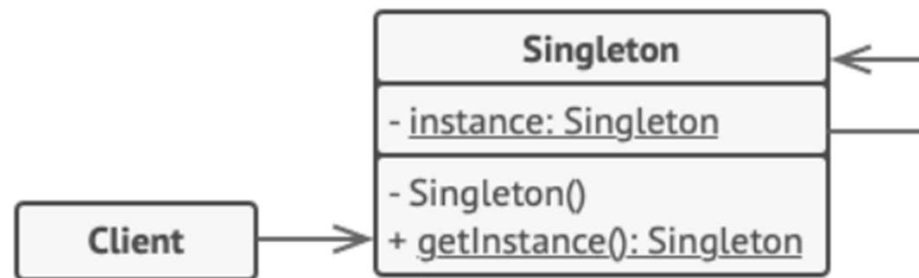 Singleton
- instance: Singleton
- Singleton()
+ getInstance(): Singleton
Client